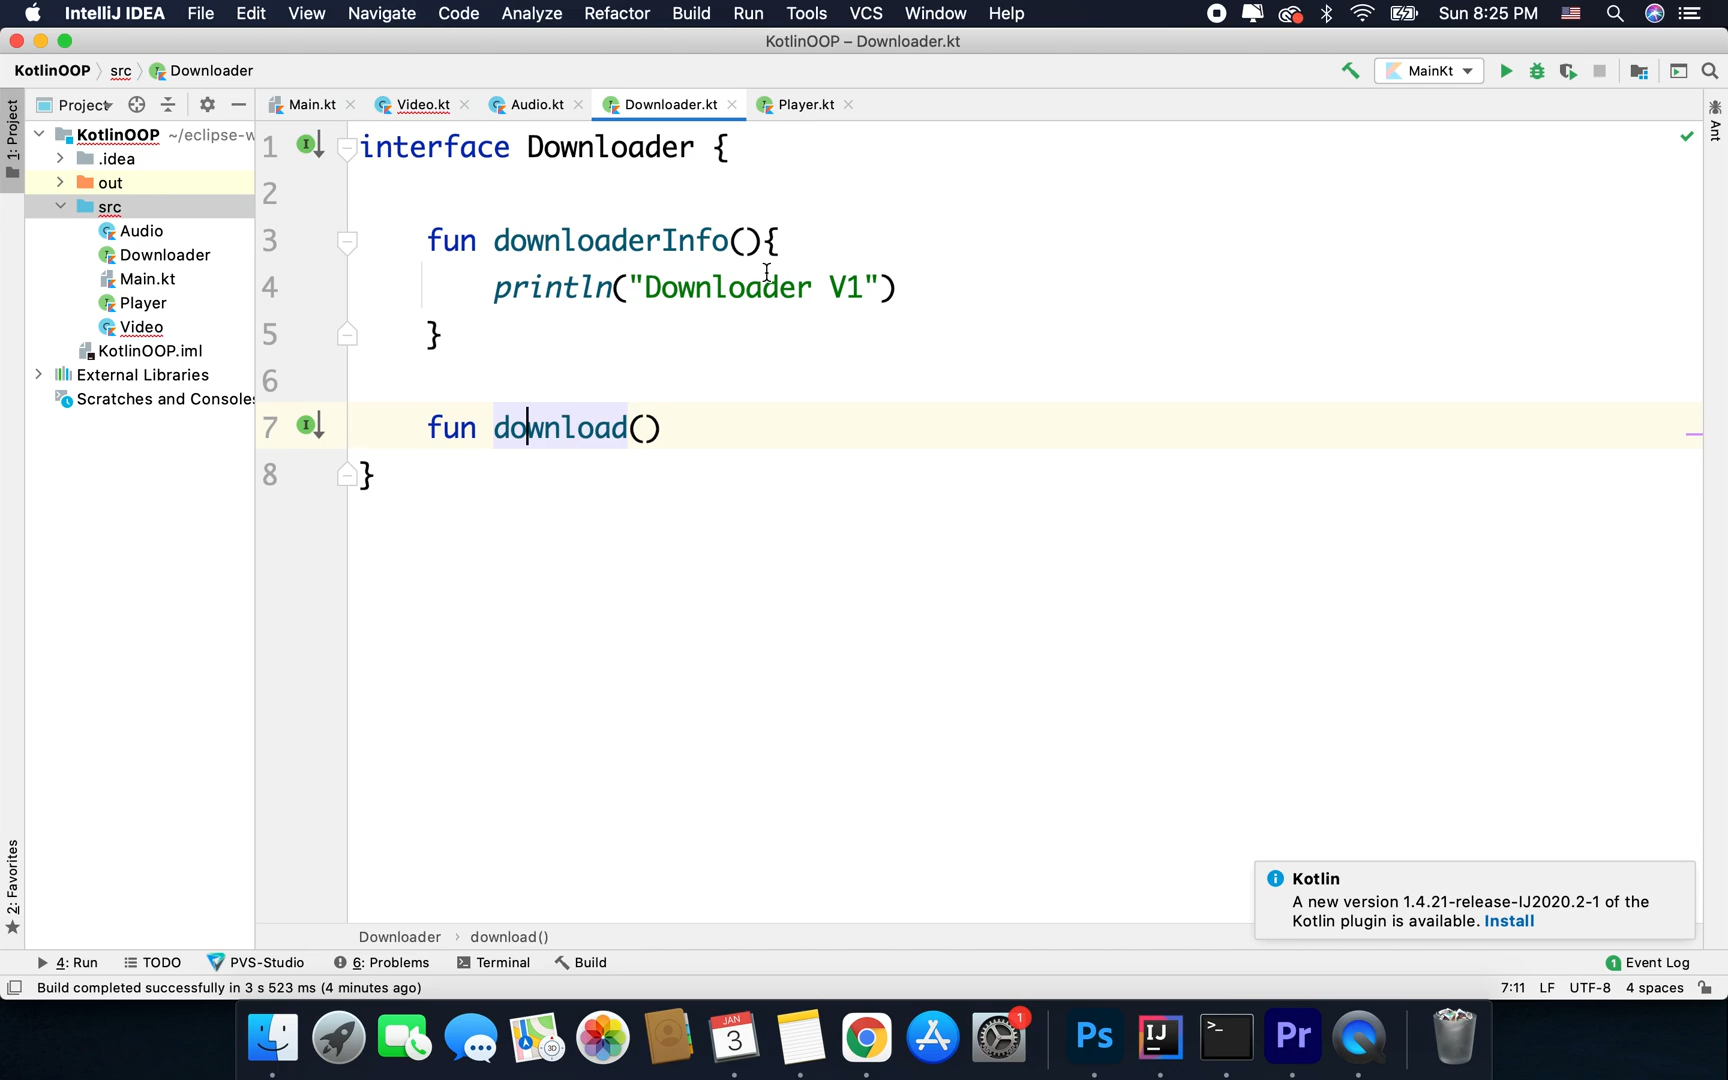 IntelliJ IDEA File Edit View Navigate Code Analyze Refactor Build Run Tools VCS Window Help Sun 8:25 PM
KotlinOOP – Downloader.kt
KotlinOOP src Downloader MainKt
Project Main.kt Video.kt Audio.kt Downloader.kt Player.kt
1: Project
Ant
KotlinOOP ~/eclipse-w
.idea
out
src
Audio
Downloader
Main.kt
Player
Video
KotlinOOP.iml
External Libraries
Scratches and Consoles
1 interface Downloader {
2
3 fun downloaderInfo(){
4 println("Downloader V1")
5 }
6
7 fun download()
8 }
2: Favorites
Kotlin
A new version 1.4.21-release-IJ2020.2-1 of the
Kotlin plugin is available. Install
Downloader › download()
4: Run TODO PVS-Studio 6: Problems Terminal Build 1 Event Log
Build completed successfully in 3 s 523 ms (4 minutes ago) 7:11 LF UTF-8 4 spaces
JAN
3
3D
1
Ps
IJ
>_
Pr